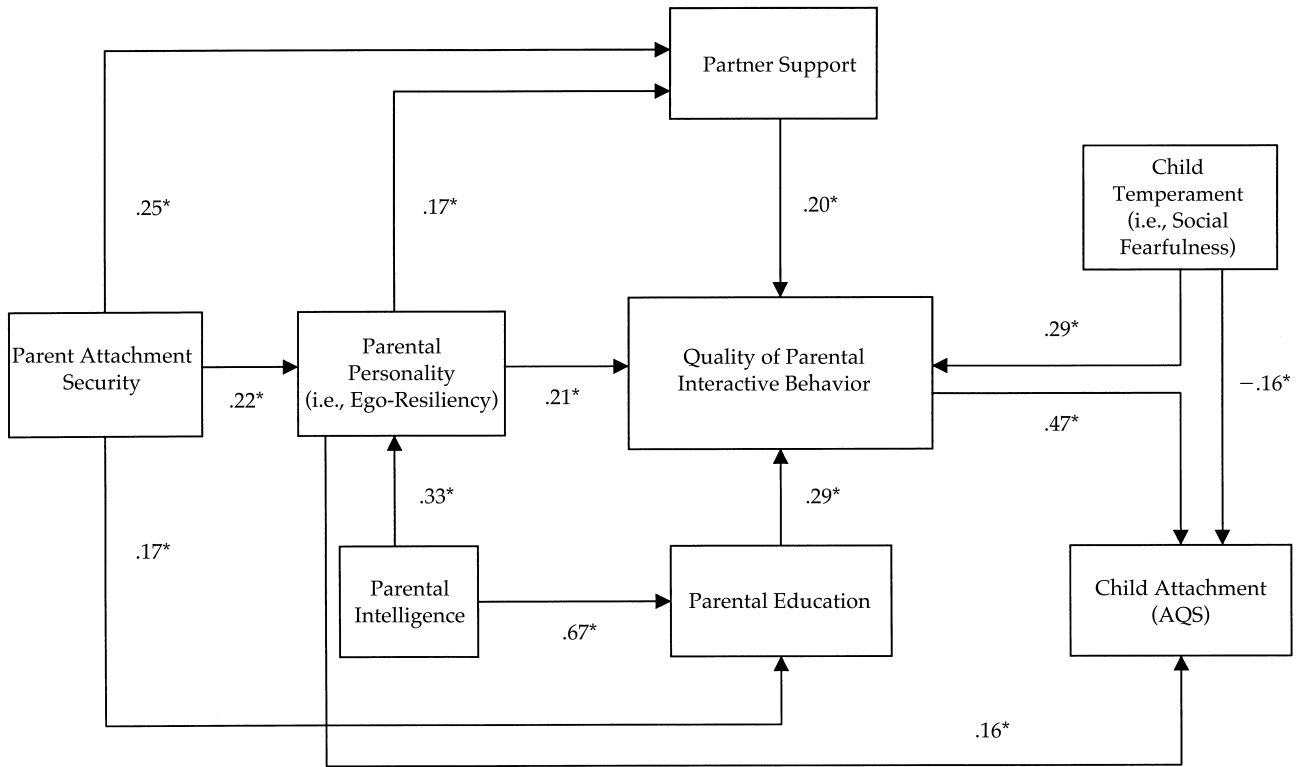 Partner Support
Child
Temperament
(i.e., Social
Fearfulness)
.25*
.17*
.20*
Parent Attachment
Security
Parental
Personality
(i.e., Ego-Resiliency)
Quality of Parental
Interactive Behavior
.29*
−.16*
.22*
.21*
.47*
.33*
.29*
.17*
Parental
Intelligence
Parental Education
Child Attachment
(AQS)
.67*
.16*